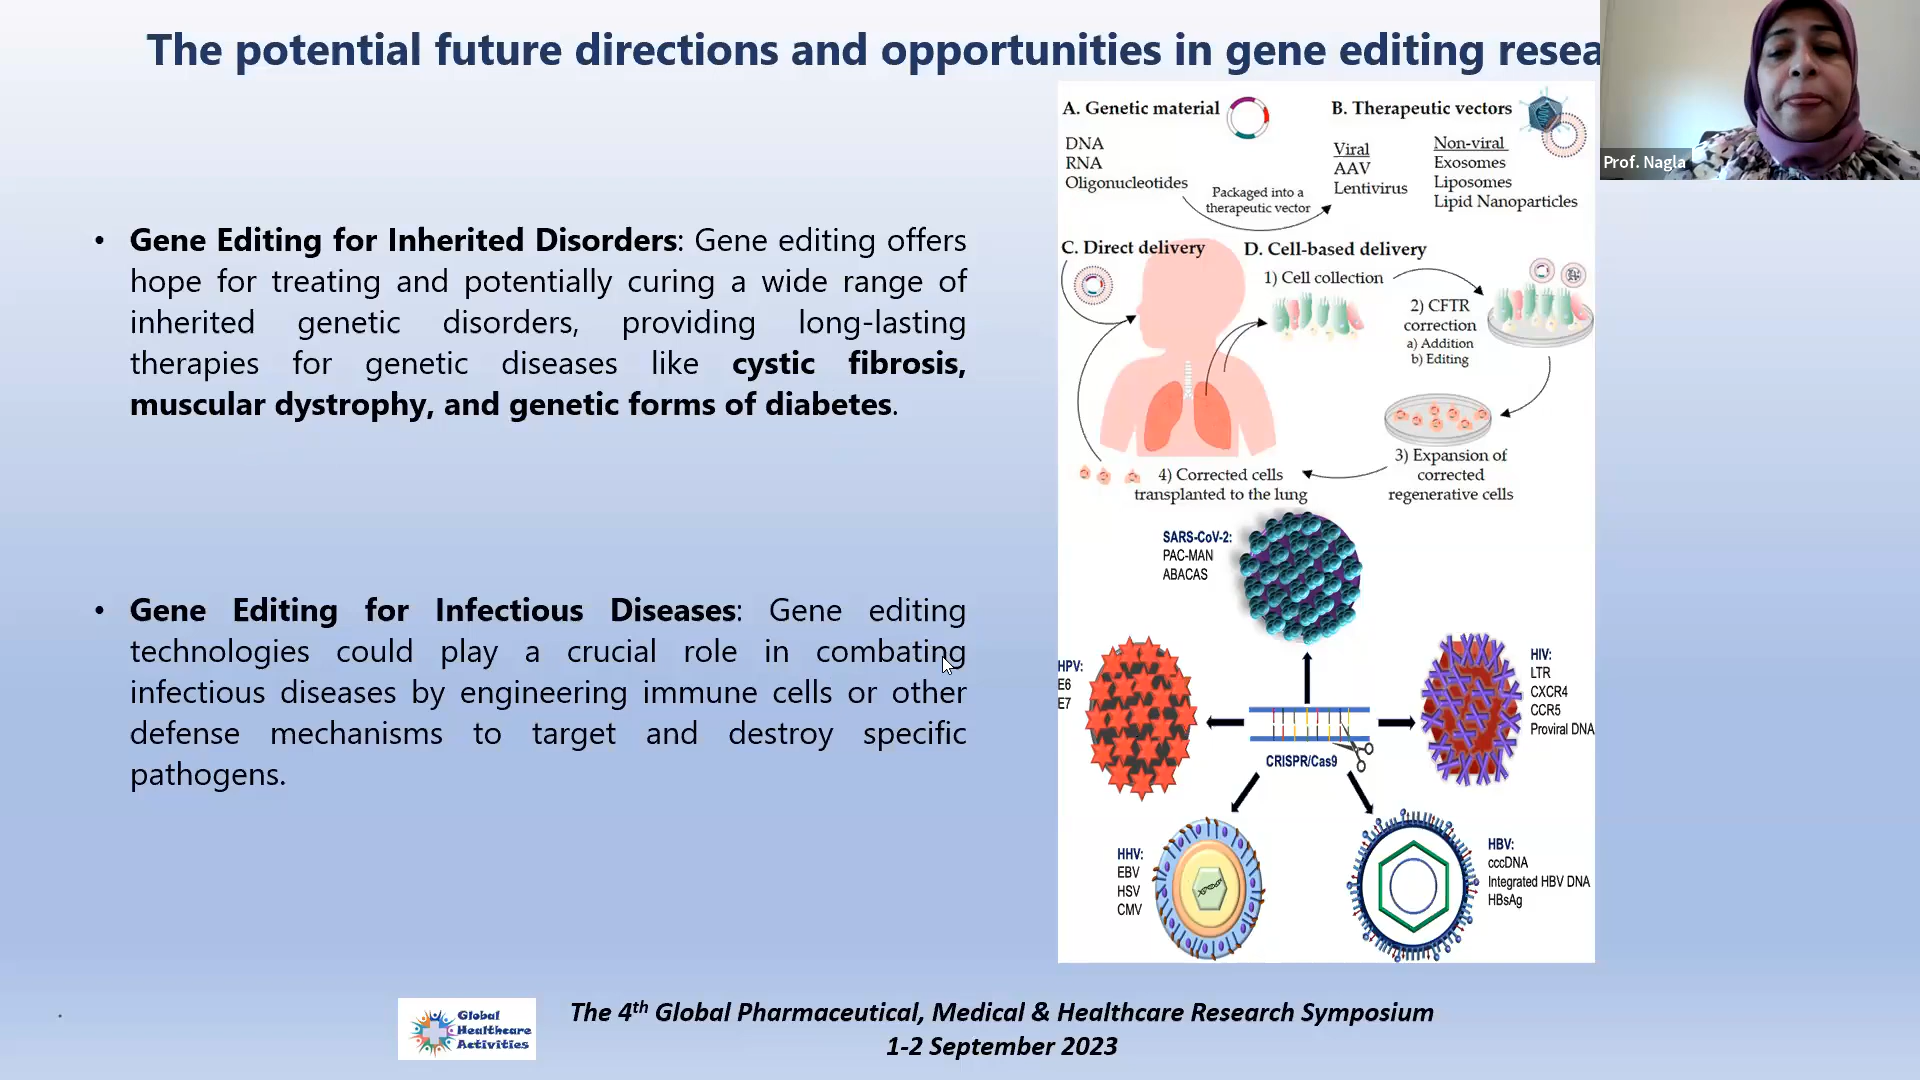 The potential future directions and opportunities in gene editing resea
Prof. Nagla
• Gene Editing for Inherited Disorders: Gene editing offers
hope for treating and potentially curing a wide range of
inherited genetic disorders, providing long-lasting
therapies for genetic diseases like cystic fibrosis,
muscular dystrophy, and genetic forms of diabetes.
• Gene Editing for Infectious Diseases: Gene editing
technologies could play a crucial role in combating
infectious diseases by engineering immune cells or other
defense mechanisms to target and destroy specific
pathogens.
A. Genetic material
DNA
RNA
Oligonucleotides
Packaged into a
therapeutic vector
B. Therapeutic vectors
Viral
AAV
Lentivirus
Non-viral
Exosomes
Liposomes
Lipid Nanoparticles
C. Direct delivery
D. Cell-based delivery
1) Cell collection
2) CFTR
correction
a) Addition
b) Editing
3) Expansion of
corrected
regenerative cells
4) Corrected cells
transplanted to the lung
SARS-CoV-2:
PAC-MAN
ABACAS
HPV:
E6
E7
HIV:
LTR
CXCR4
CCR5
Proviral DNA
CRISPR/Cas9
HHV:
EBV
HSV
CMV
HBV:
cccDNA
Integrated HBV DNA
HBsAg
Global
Healthcare
Activities
The 4th Global Pharmaceutical, Medical & Healthcare Research Symposium
1-2 September 2023